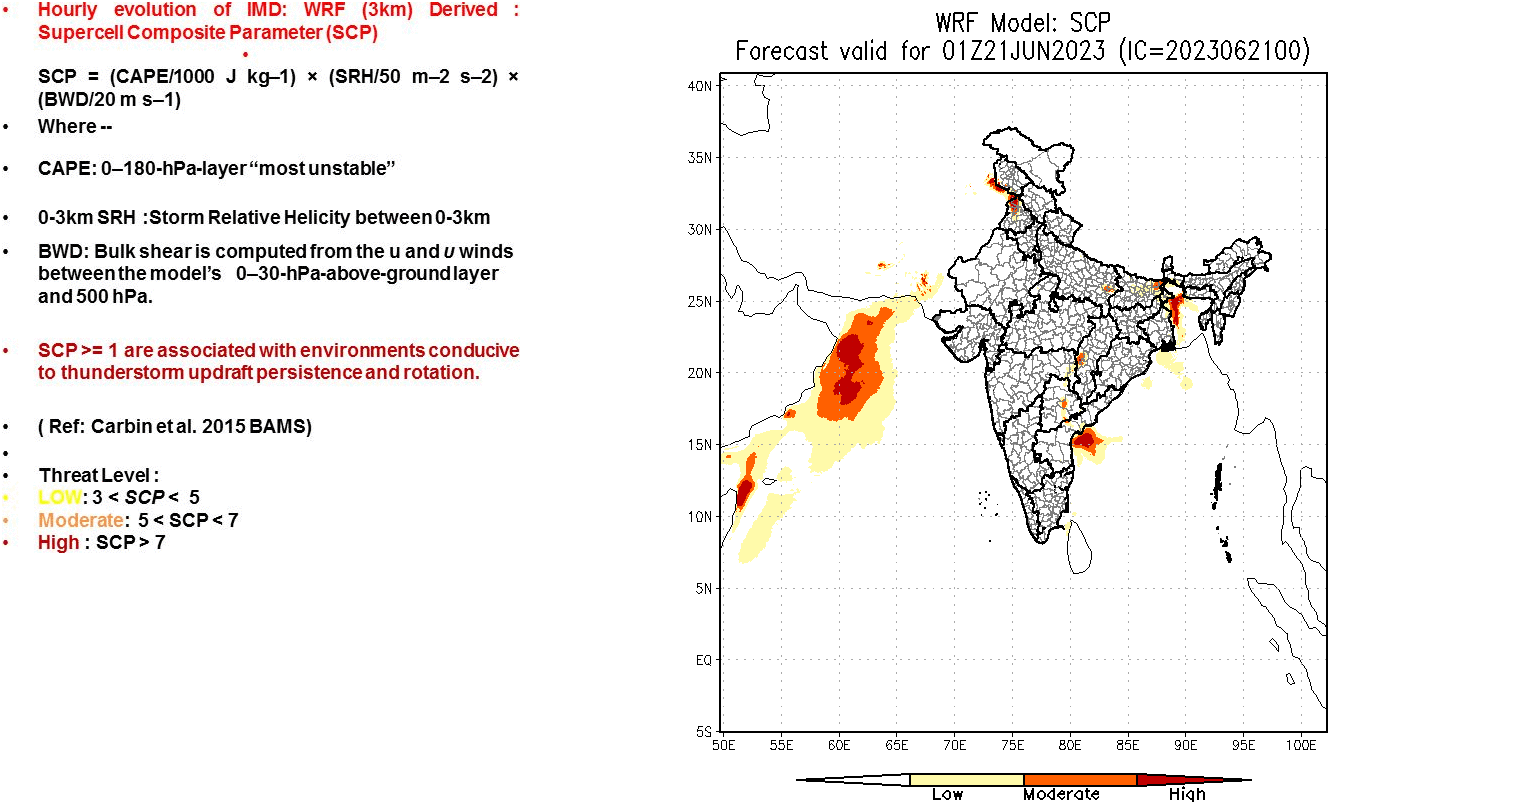 • Hourly evolution of IMD: WRF (3km) Derived :
Supercell Composite Parameter (SCP)
•
SCP = (CAPE/1000 J kg–1) × (SRH/50 m–2 s–2) ×
(BWD/20 m s–1)
• Where --
• CAPE: 0–180-hPa-layer “most unstable”
• 0-3km SRH :Storm Relative Helicity between 0-3km
• BWD: Bulk shear is computed from the u and υ winds
between the model’s 0–30-hPa-above-ground layer
and 500 hPa.
• SCP >= 1 are associated with environments conducive
to thunderstorm updraft persistence and rotation.
• ( Ref: Carbin et al. 2015 BAMS)
•
• Threat Level :
• LOW: 3 < SCP < 5
• Moderate: 5 < SCP < 7
• High : SCP > 7
WRF Model: SCP
Forecast valid for 01Z21JUN2023 (IC=2023062100)
40N
35N
30N
25N
20N
15N
10N
5N
EQ
5S
50E 55E 60E 65E 70E 75E 80E 85E 90E 95E 100E
Low Moderate High